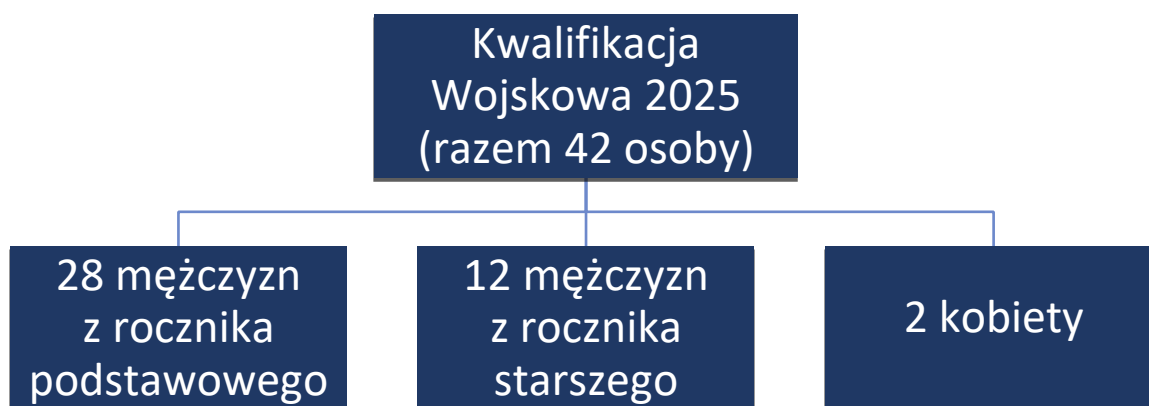 Kwalifikacja
Wojskowa 2025
(razem 42 osoby)
28 mężczyzn
z rocznika
podstawowego
12 mężczyzn
z rocznika
starszego
2 kobiety